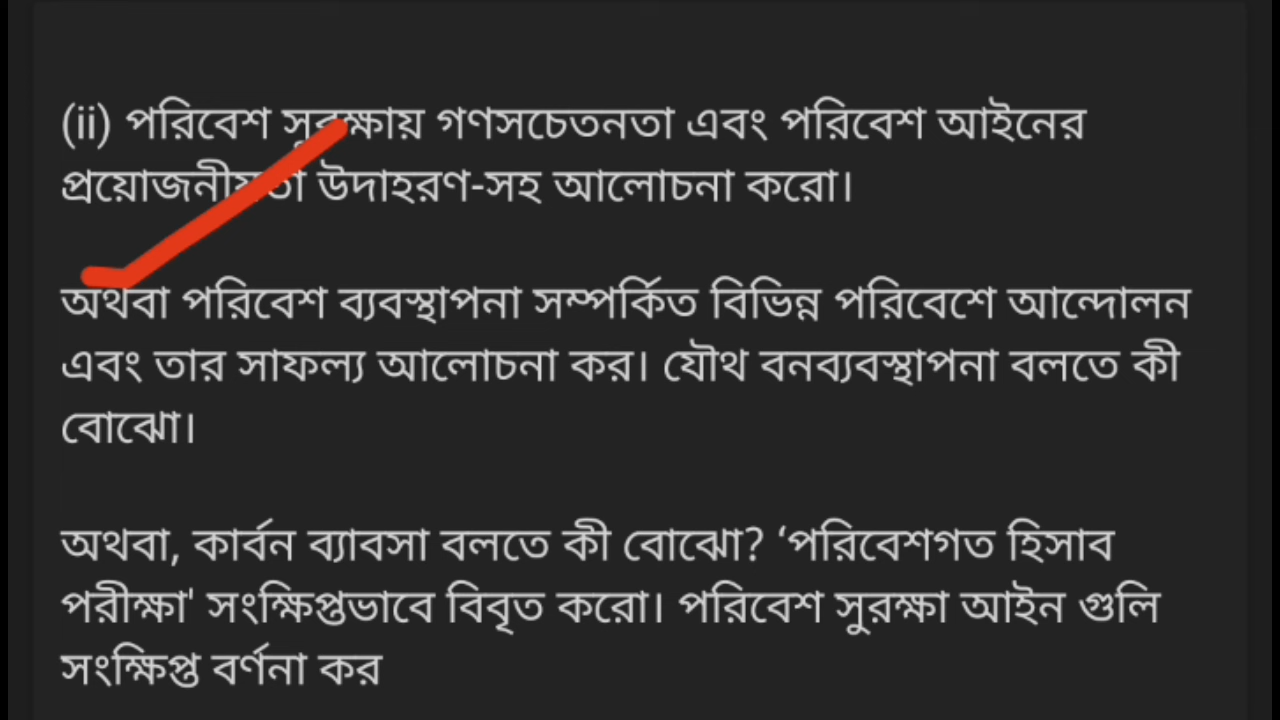 (ii) পরিবেশ সুরক্ষায় গণসচেতনতা এবং পরিবেশ আইনের
প্রয়োজনীয়তা উদাহরণ-সহ আলোচনা করো।
অথবা পরিবেশ ব্যবস্থাপনা সম্পর্কিত বিভিন্ন পরিবেশে আন্দোলন
এবং তার সাফল্য আলোচনা কর। যৌথ বনব্যবস্থাপনা বলতে কী
বোঝো।
অথবা, কার্বন ব্যাবসা বলতে কী বোঝো? ‘পরিবেশগত হিসাব
পরীক্ষা' সংক্ষিপ্তভাবে বিবৃত করো। পরিবেশ সুরক্ষা আইন গুলি
সংক্ষিপ্ত বর্ণনা কর